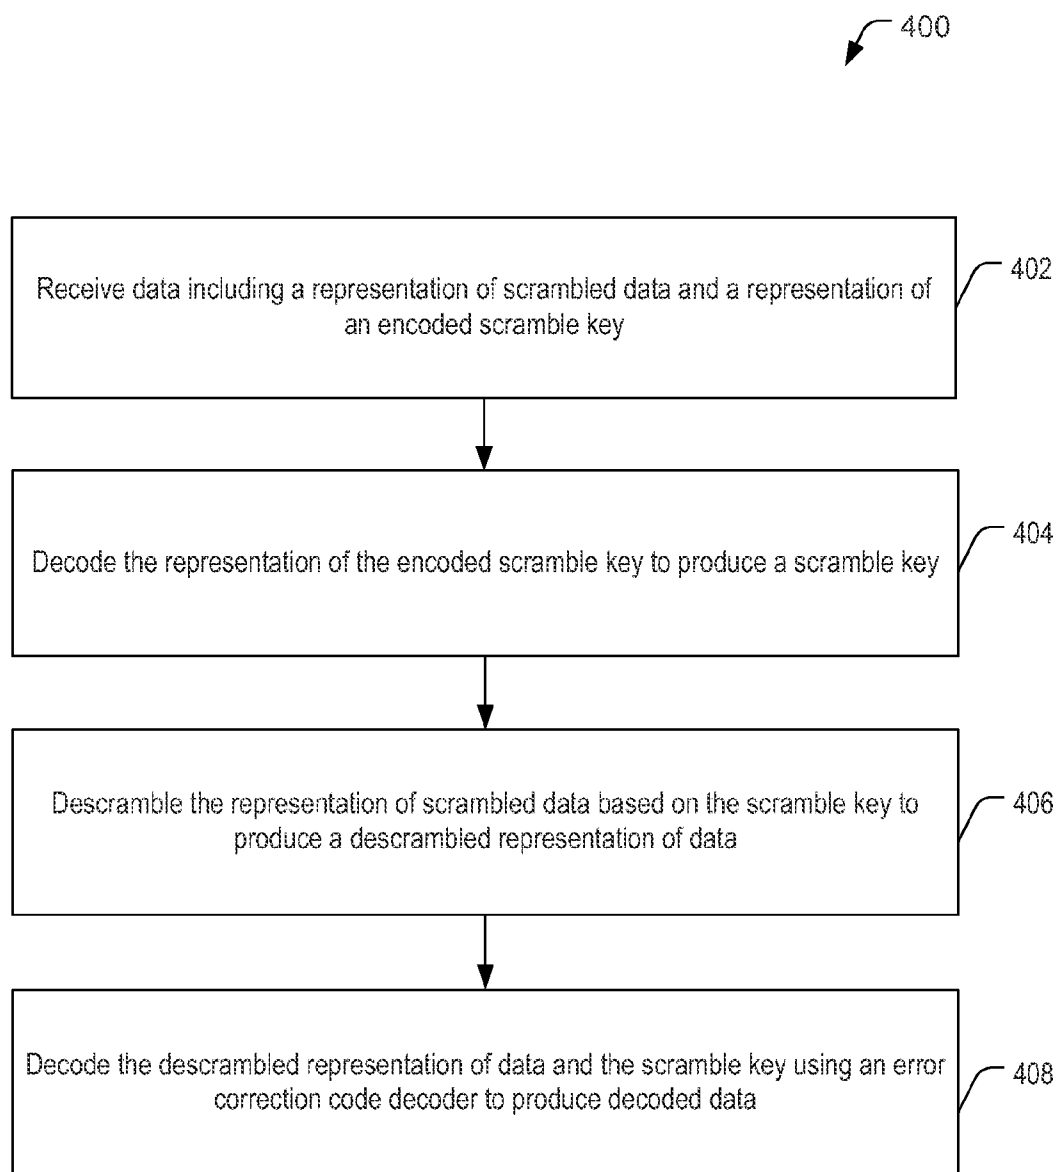 400
Receive data including a representation of scrambled data and a representation of
an encoded scramble key
402
Decode the representation of the encoded scramble key to produce a scramble key
404
Descramble the representation of scrambled data based on the scramble key to
produce a descrambled representation of data
406
Decode the descrambled representation of data and the scramble key using an error
correction code decoder to produce decoded data
408